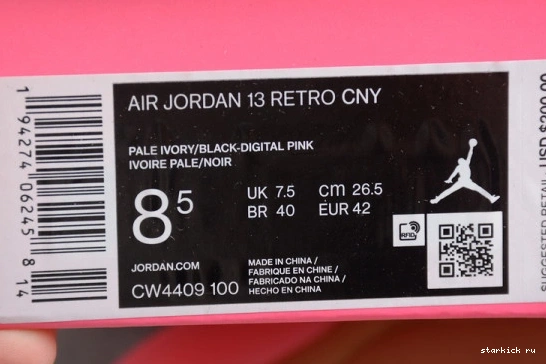 AIR JORDAN 13 RETRO CNY
PALE IVORY/BLACK-DIGITAL PINK
IVOIRE PALE/NOIR
8⁵
UK 7.5 cm 26.5
BR 40 EUR 42
RFID
JORDAN.COM
CW4409 100
MADE IN CHINA /
FABRIQUE EN CHINE /
FABRICADO NA CHINA /
HECHO EN CHINA
1 94274 06245 8 14
SUGGESTED RETAIL USD $200.00
starkick ru